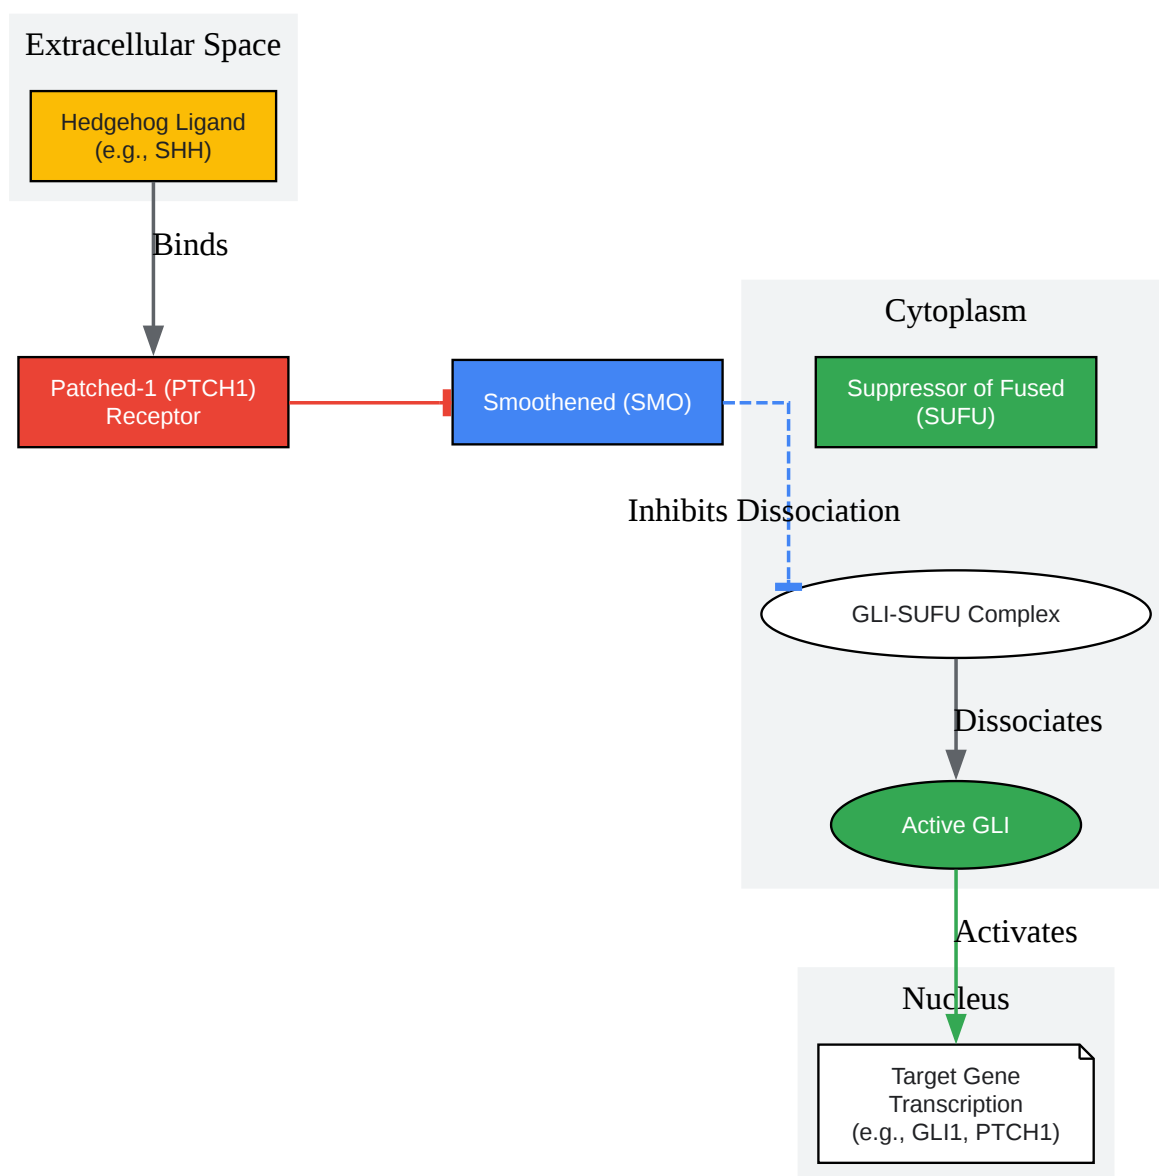 Extracellular Space
Hedgehog Ligand
(e.g., SHH)
Binds
Patched-1 (PTCH1)
Receptor
Smoothened (SMO)
Cytoplasm
Suppressor of Fused
(SUFU)
Inhibits Dissociation
GLI-SUFU Complex
Dissociates
Active GLI
Activates
Nucleus
Target Gene
Transcription
(e.g., GLI1, PTCH1)